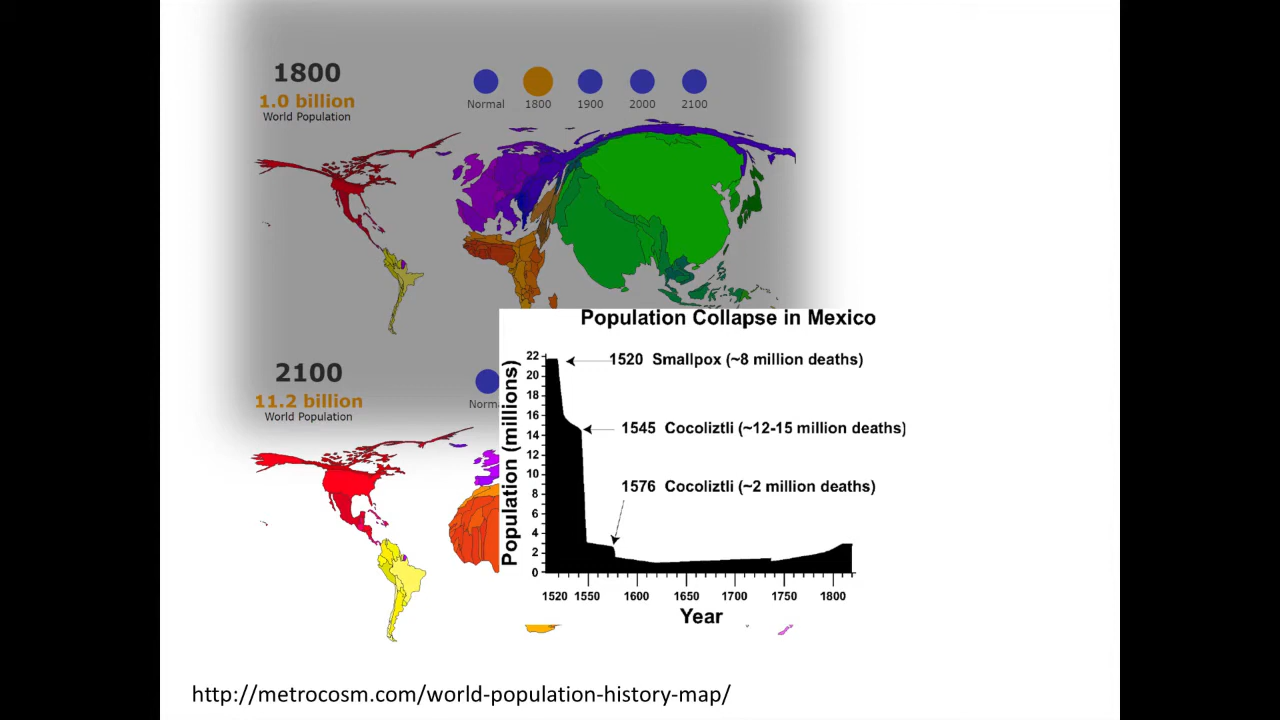 1800
1.0 billion
World Population
Normal
1800
1900
2000
2100
2100
11.2 billion
World Population
Population Collapse in Mexico
Population (millions)
22
20
18
16
14
12
10
8
6
4
2
0
1520 Smallpox (~8 million deaths)
1545 Cocoliztli (~12-15 million deaths)
1576 Cocoliztli (~2 million deaths)
1520 1550 1600 1650 1700 1750 1800
Year
http://metrocosm.com/world-population-history-map/